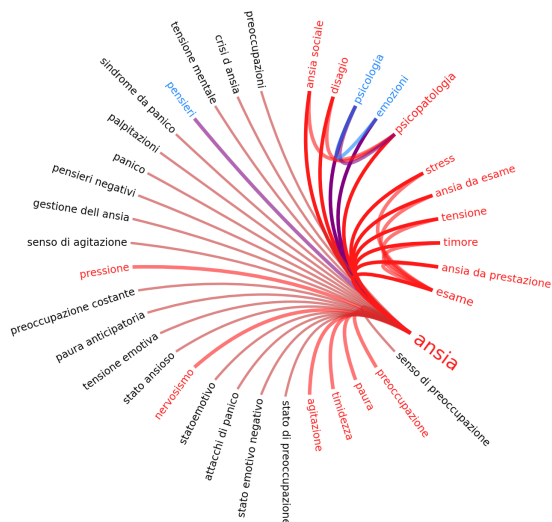 preoccupazioni
crisi d ansia
tensione mentale
pensieri
sindrome da panico
palpitazioni
panico
pensieri negativi
gestione dell ansia
senso di agitazione
pressione
preoccupazione costante
paura anticipatoria
tensione emotiva
stato ansioso
nervosismo
statoemotivo
attacchi di panico
stato emotivo negativo
stato di preoccupazione
agitazione
timidezza
paura
preoccupazione
senso di preoccupazione
ansia
esame
ansia da prestazione
timore
tensione
ansia da esame
stress
psicopatologia
emozioni
psicologia
disagio
ansia sociale